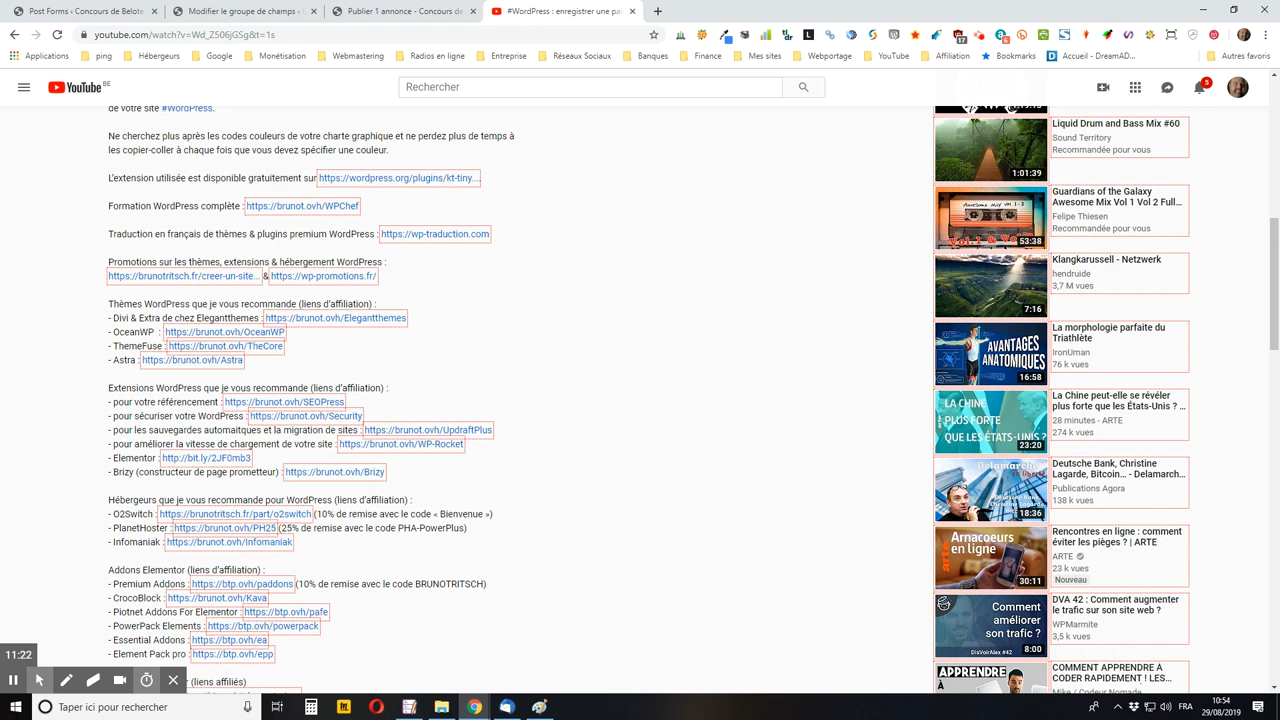 Post Forms ‹ Concours de Belote
Modifier le groupe de champs ‹ C
Publier 1 annonce - Concours de
#WordPress : enregistrer une pal
youtube.com/watch?v=Wd_Z506jGSg&t=1s
Applications
ping
Hébergeurs
Google
Monétisation
Webmastering
Radios en ligne
Entreprise
Réseaux Sociaux
Banques
Finance
Mes sites
Webportage
YouTube
Affiliation
Bookmarks
Accueil - DreamAD...
Autres favoris
YouTube BE
Rechercher
5
de votre site #WordPress.
Ne cherchez plus après les codes couleurs de votre charte graphique et ne perdez plus de temps à
les copier-coller à chaque fois que vous devez spécifier une couleur.
L'extension utilisée est disponible gratuitement sur https://wordpress.org/plugins/kt-tiny...
Formation WordPress complète : https://brunot.ovh/WPChef
Traduction en français de thèmes & plugins premium WordPress : https://wp-traduction.com
Promotions sur les thèmes, extensions & hébergement WordPress :
https://brunotritsch.fr/creer-un-site... & https://wp-promotions.fr/
Thèmes WordPress que je vous recommande (liens d'affiliation) :
- Divi & Extra de chez Elegantthemes : https://brunot.ovh/Elegantthemes
- OceanWP : https://brunot.ovh/OceanWP
- ThemeFuse : https://brunot.ovh/TheCore
- Astra : https://brunot.ovh/Astra
Extensions WordPress que je vous recommande (liens d'affiliation) :
- pour votre référencement : https://brunot.ovh/SEOPress
- pour sécuriser votre WordPress : https://brunot.ovh/Security
- pour les sauvegardes automaitques et la migration de sites : https://brunot.ovh/UpdraftPlus
- pour améliorer la vitesse de chargement de votre site : https://brunot.ovh/WP-Rocket
- Elementor : http://bit.ly/2JF0mb3
- Brizy (constructeur de page prometteur) : https://brunot.ovh/Brizy
Hébergeurs que je vous recommande pour WordPress (liens d'affiliation) :
- O2Switch : https://brunotritsch.fr/part/o2switch (10% de remise avec le code « Bienvenue »)
- PlanetHoster : https://brunot.ovh/PH25 (25% de remise avec le code PHA-PowerPlus)
- Infomaniak : https://brunot.ovh/Infomaniak
Addons Elementor (liens d'affiliation) :
- Premium Addons : https://btp.ovh/paddons (10% de remise avec le code BRUNOTRITSCH)
- CrocoBlock : https://brunot.ovh/Kava
- Piotnet Addons For Elementor : https://btp.ovh/pafe
- PowerPack Elements : https://btp.ovh/powerpack
- Essential Addons : https://btp.ovh/ea
- Element Pack pro : https://btp.ovh/epp
(liens affiliés)
Liquid Drum and Bass Mix #60
Sound Territory
Recommandée pour vous
1:01:39
Guardians of the Galaxy
Awesome Mix Vol 1 Vol 2 Full...
Felipe Thiesen
Recommandée pour vous
53:38
Klangkarussell - Netzwerk
hendruide
3,7 M vues
7:16
La morphologie parfaite du
Triathlète
IronUman
76 k vues
AVANTAGES
ANATOMIQUES
16:58
La Chine peut-elle se révéler
plus forte que les États-Unis ? ...
28 minutes - ARTE
274 k vues
LA CHINE
PLUS FORTE
QUE LES ÉTATS-UNIS ?
23:20
Deutsche Bank, Christine
Lagarde, Bitcoin... - Delamarch...
Publications Agora
138 k vues
18:36
Rencontres en ligne : comment
éviter les pièges ? | ARTE
ARTE
23 k vues
Nouveau
Arnacoeurs
en ligne
arte
30:11
DVA 42 : Comment augmenter
le trafic sur son site web ?
WPMarmite
3,5 k vues
Comment
améliorer
son trafic ?
DisVoirAlex #42
8:00
COMMENT APPRENDRE À
CODER RAPIDEMENT ! LES...
Mike / Codeur Nomade
APPRENDRE
À
11:22
Taper ici pour rechercher
FRA
10:54
29/08/2019